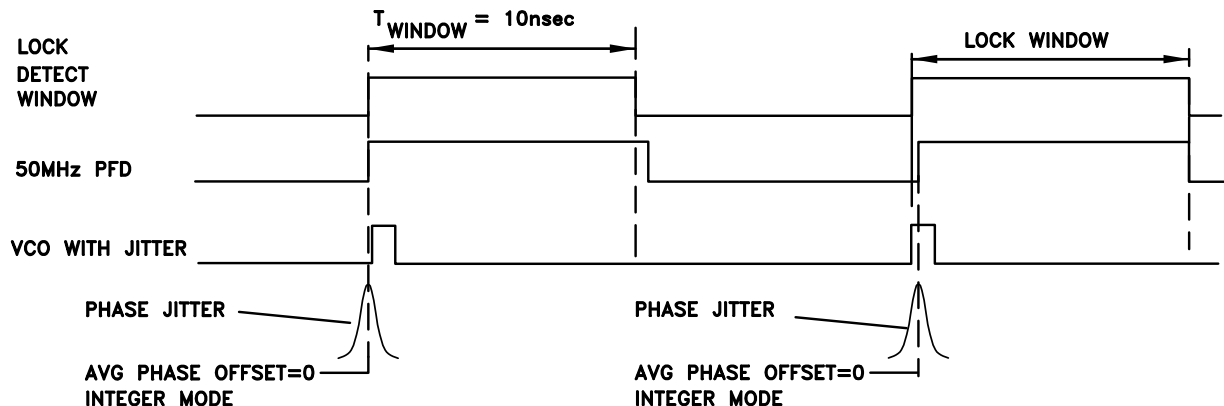 T WINDOW = 10nsec
LOCK WINDOW
LOCK
DETECT
WINDOW
50MHz PFD
VCO WITH JITTER
PHASE JITTER
PHASE JITTER
AVG PHASE OFFSET=0
INTEGER MODE
AVG PHASE OFFSET=0
INTEGER MODE